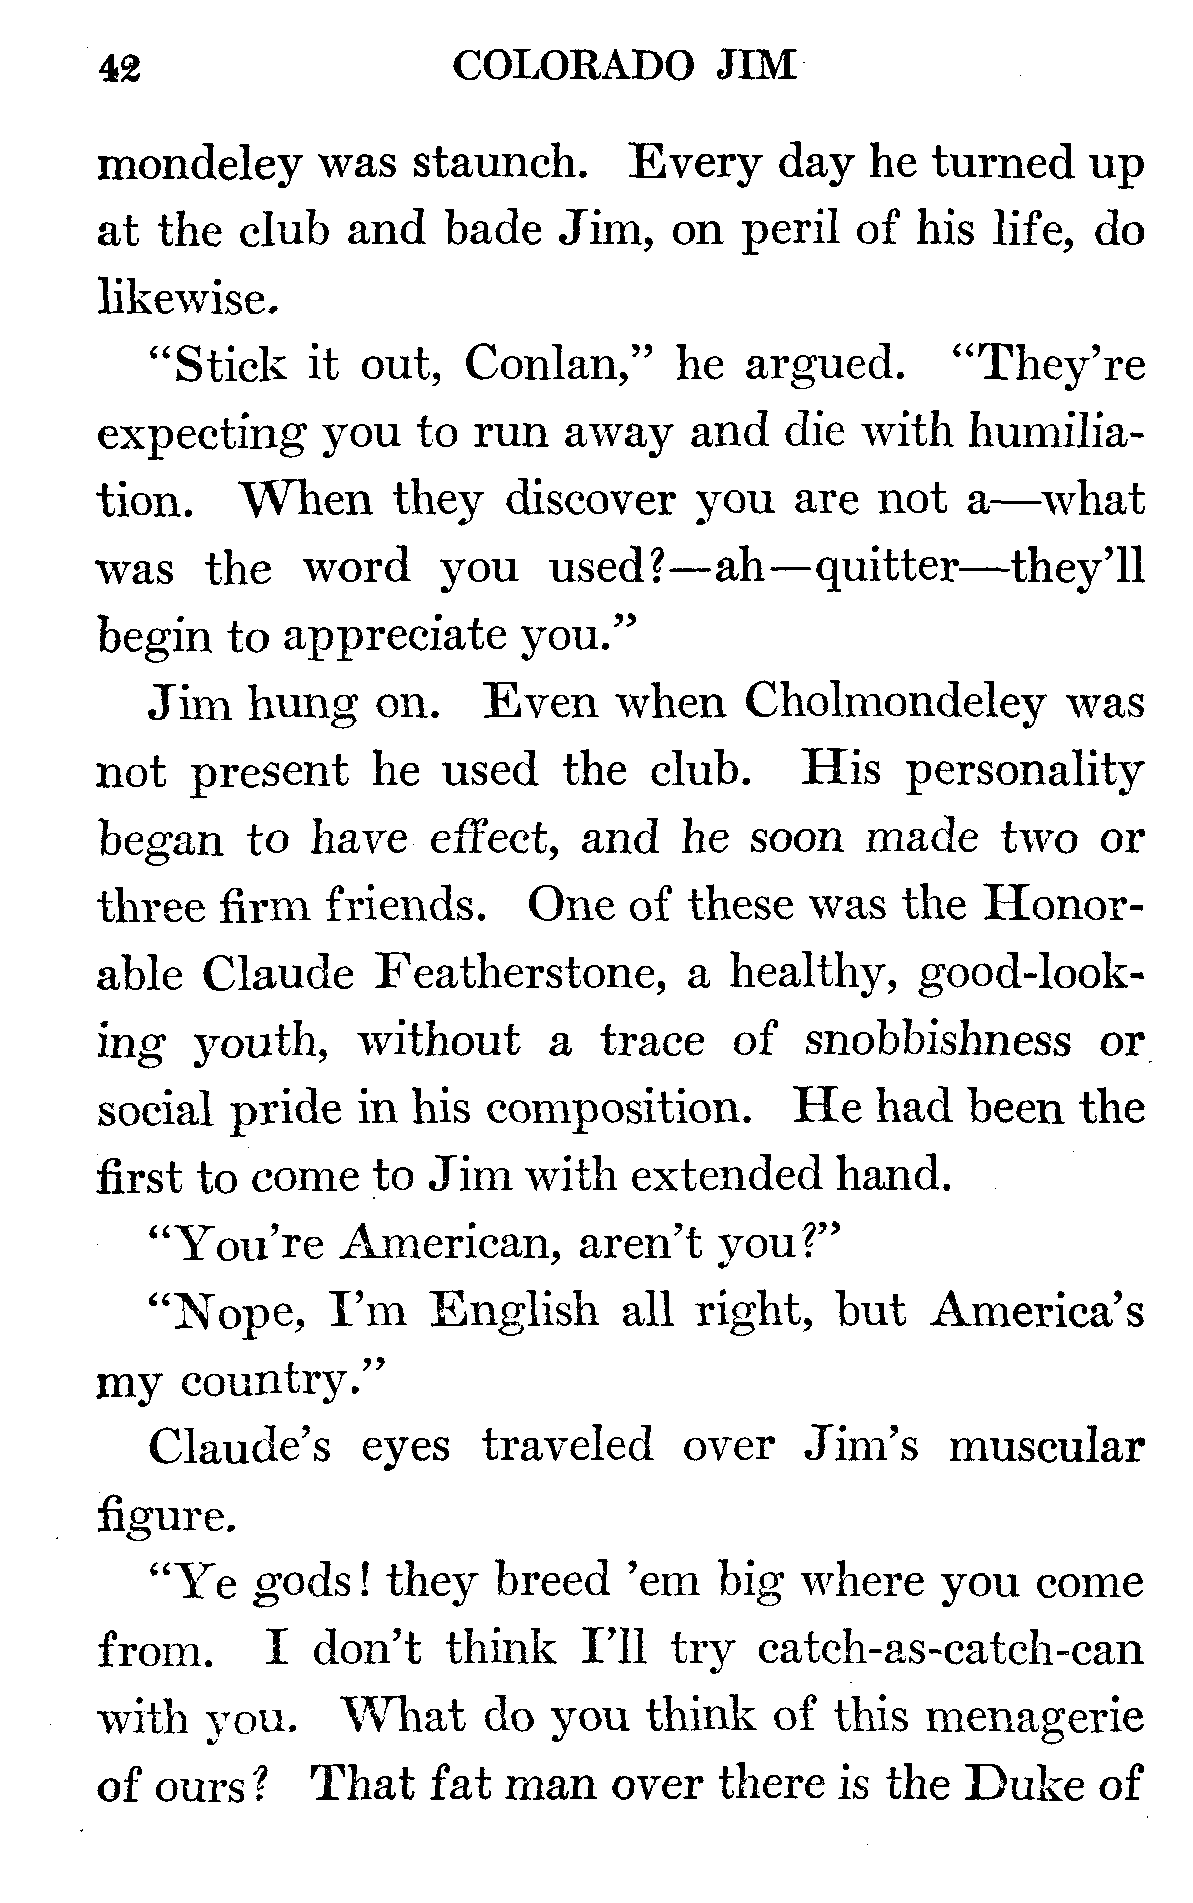 42 COLORADO JIM
mondeley was staunch. Every day he turned up
at the club and bade Jim, on peril of his life, do
likewise.
“Stick it out, Conlan,” he argued. “They’re
expecting you to run away and die with humilia-
tion. When they discover you are not a—what
was the word you used?—ah—quitter—they’ll
begin to appreciate you.”
Jim hung on. Even when Cholmondeley was
not present he used the club. His personality
began to have effect, and he soon made two or
three firm friends. One of these was the Honor-
able Claude Featherstone, a healthy, good-look-
ing youth, without a trace of snobbishness or
social pride in his composition. He had been the
first to come to Jim with extended hand.
“You’re American, aren’t you?”
“Nope, I’m English all right, but America’s
my country.”
Claude’s eyes traveled over Jim’s muscular
figure.
“Ye gods! they breed ’em big where you come
from. I don’t think I’ll try catch-as-catch-can
with you. What do you think of this menagerie
of ours? That fat man over there is the Duke of